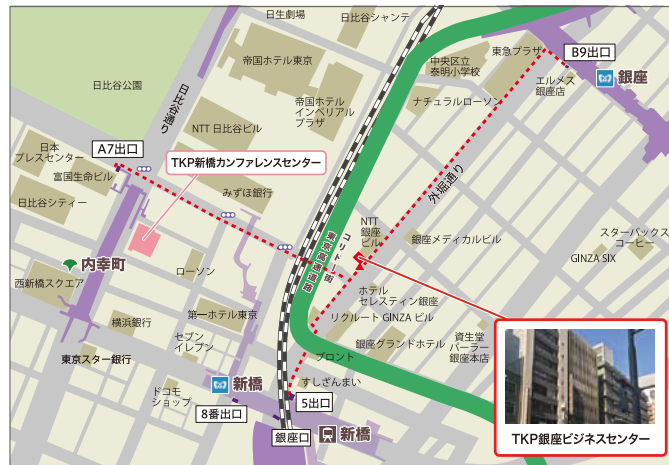 日生劇場
日比谷シャンテ
帝国ホテル東京
日比谷公園
日比谷通り
帝国ホテル
インペリアル
プラザ
NTT 日比谷ビル
中央区立
泰明小学校
東急プラザ
B9出口
エルメス
銀座店
銀座
ナチュラルローソン
外堀通り
日本
プレスセンター
A7出口
富国生命ビル
日比谷シティー
TKP新橋カンファレンスセンター
みずほ銀行
コリドー街
東京高速道路
NTT
銀座
ビル
銀座メディカルビル
スターバックス
コーヒー
GINZA SIX
内幸町
西新橋スクエア
ローソン
横浜銀行
第一ホテル東京
セブン
イレブン
東京スター銀行
ホテル
セレスティン銀座
リクルート GINZA ビル
銀座グランドホテル
資生堂
パーラー
銀座本店
プロント
すしざんまい
ドコモ
ショップ
新橋
8番出口
5出口
銀座口
新橋
TKP銀座ビジネスセンター